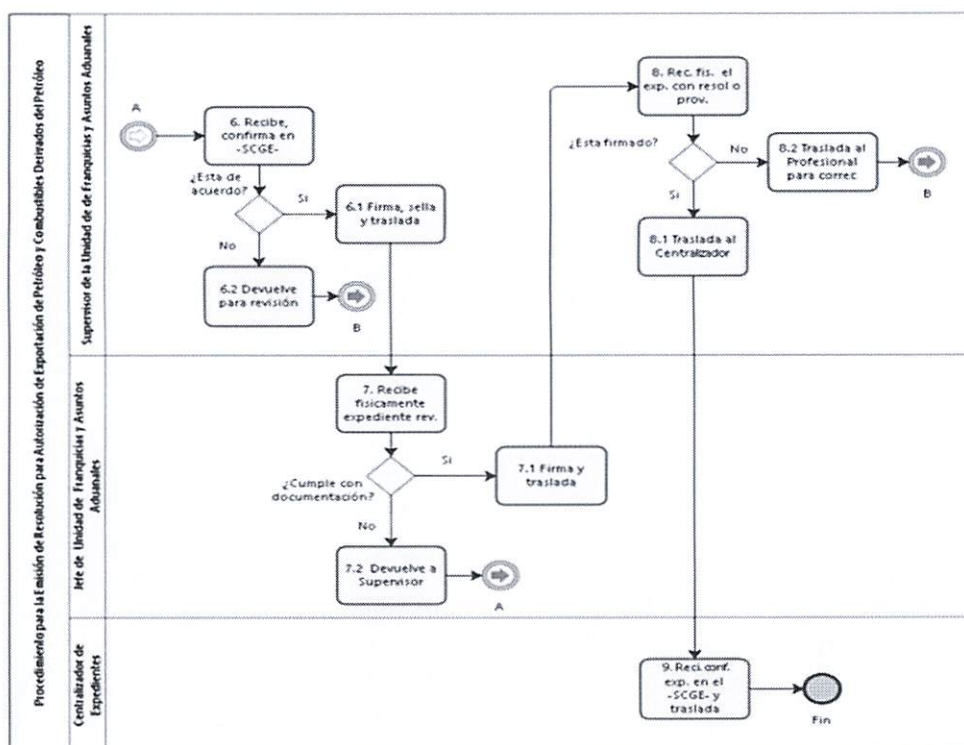 Procedimiento para la Emisión de Resolución para Autorización de Exportación de Petróleo y Combustibles Derivados del Petróleo
Supervisor de la Unidad de de Franquicias y Asuntos Aduanales
A
6. Recibe,
confirma en
-SCGE-
¿Esta de
acuerdo?
Si
6.1 Firma, sella
y traslada
No
6.2 Devuelve
para revisión
B
8. Rec. fis. el
exp. con resol o
prov.
¿Esta firmado?
No
8.2 Traslada al
Profesional
para correc
B
Si
8.1 Traslada al
Centralizador
Jefe de Unidad de Franquicias y Asuntos
Aduanales
7. Recibe
fisicamente
expediente rev.
¿Cumple con
documentación?
Si
7.1 Firma y
traslada
No
7.2 Devuelve a
Supervisor
A
Centralizador de
Expedientes
9. Reci. conf.
exp. en el
-SCGE- y
traslada
Fin